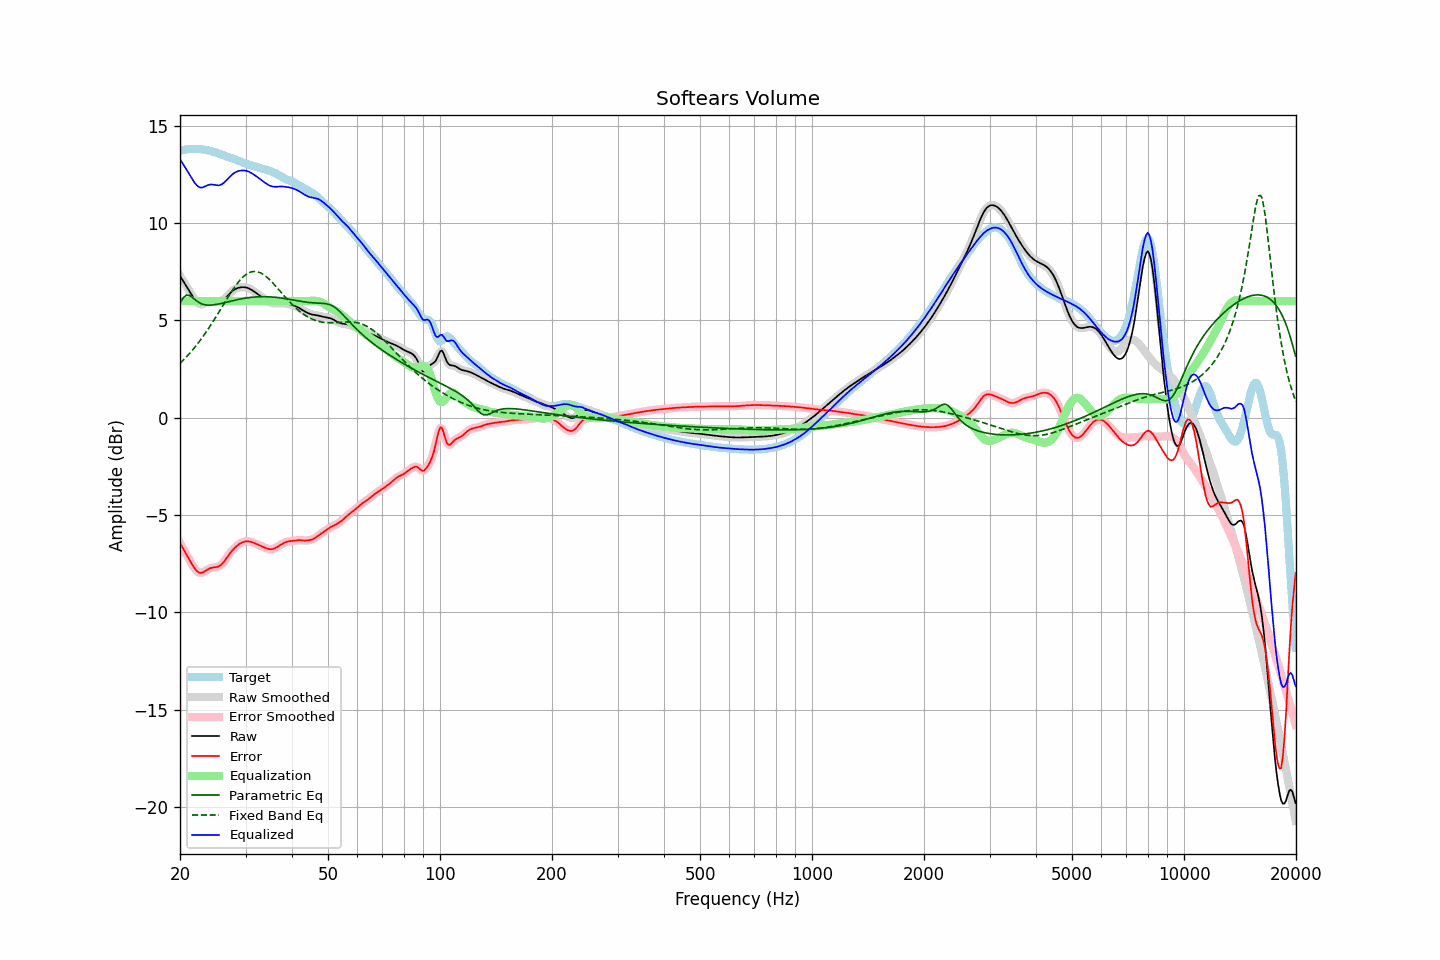 Softears Volume
15
10
5
0
−5
−10
−15
−20
Amplitude (dBr)
Target
Raw Smoothed
Error Smoothed
Raw
Error
Equalization
Parametric Eq
Fixed Band Eq
Equalized
20 50 100 200 500 1000 2000 5000 10000 20000
Frequency (Hz)